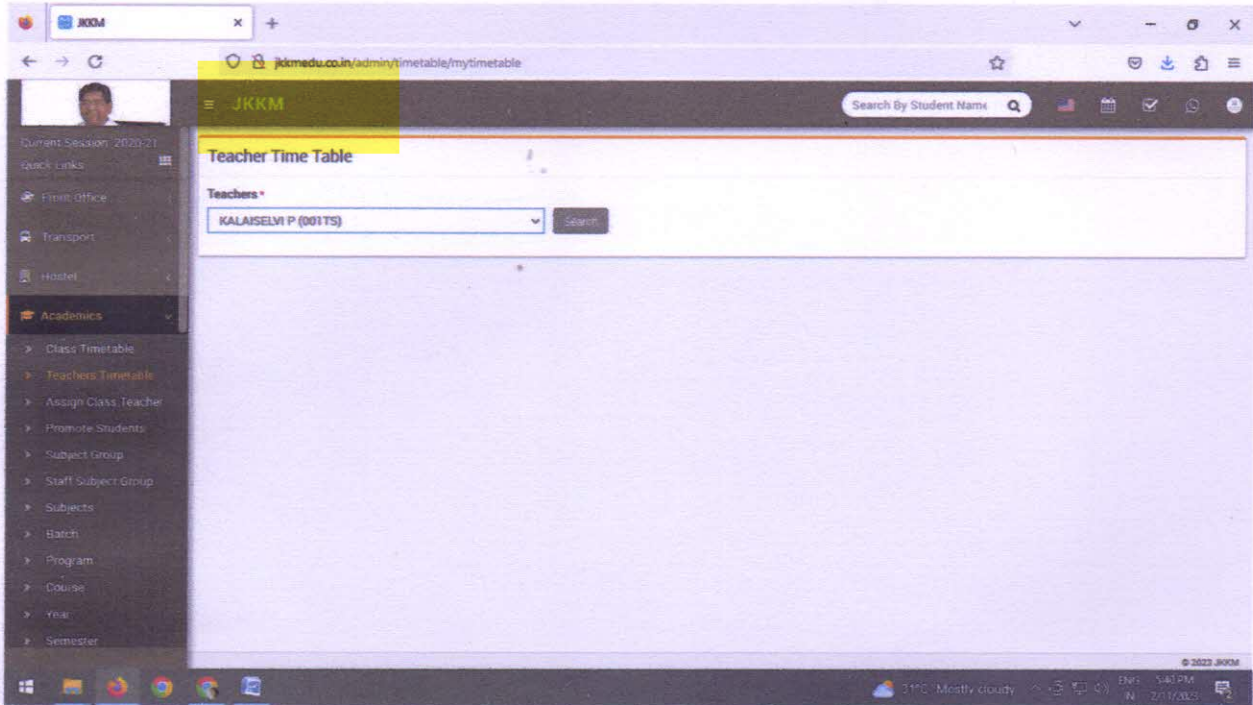 JKKM
jkkmedu.co.in/admin/timetable/mytimetable
JKKM
Search By Student Name
Current Session: 2020-21
Quick Links
Front Office
Transport
Hostel
Academics
Class Timetable
Teachers Timetable
Assign Class Teacher
Promote Students
Subject Group
Staff Subject Group
Subjects
Batch
Program
Course
Year
Semester
Teacher Time Table
Teachers *
KALAISELVI P (001TS)
Search
© 2023 JKKM
31°C Mostly cloudy
ENG
IN
5:40 PM
2/11/2023